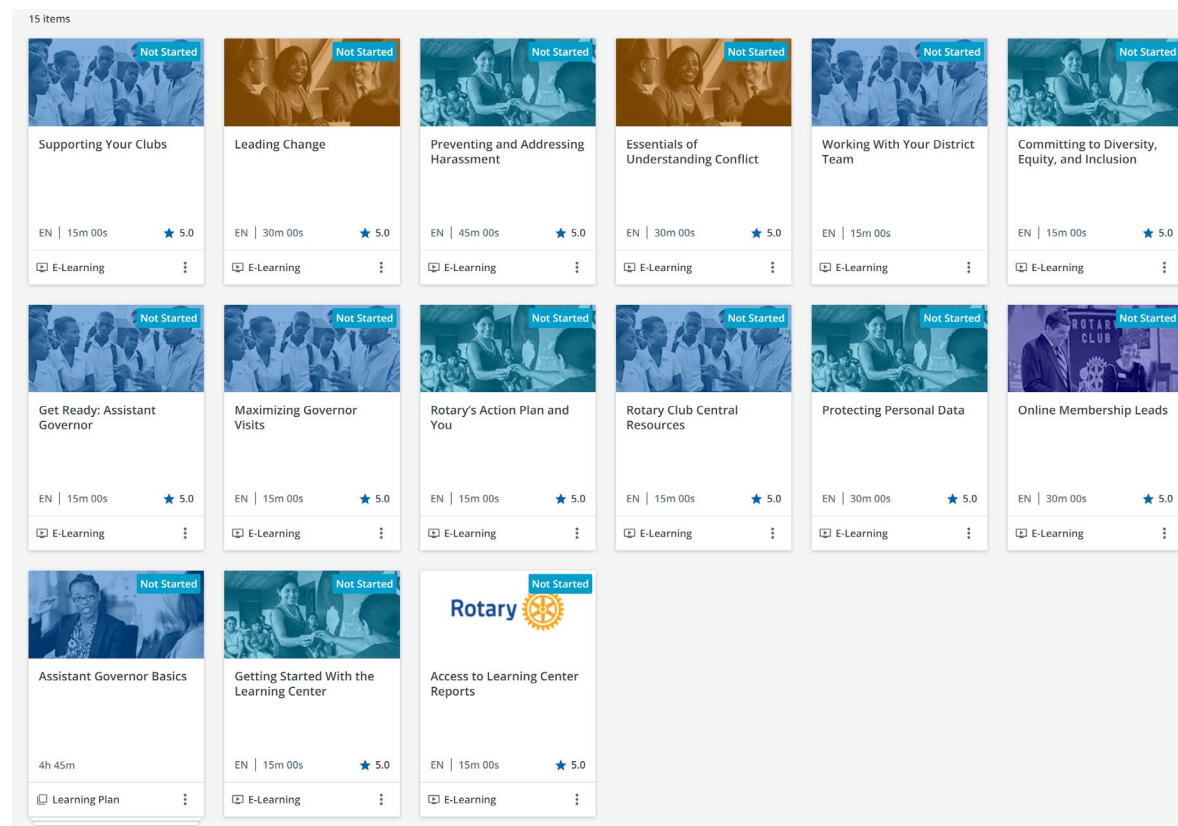 15 items
Not Started
Not Started
Not Started
Not Started
Not Started
Not Started
Supporting Your Clubs
Leading Change
Preventing and Addressing
Harassment
Essentials of
Understanding Conflict
Working With Your District
Team
Committing to Diversity,
Equity, and Inclusion
EN | 15m 00s 5.0
EN | 30m 00s 5.0
EN | 45m 00s 5.0
EN | 30m 00s 5.0
EN | 15m 00s
EN | 15m 00s 5.0
E-Learning
E-Learning
E-Learning
E-Learning
E-Learning
E-Learning
Not Started
Not Started
Not Started
Not Started
Not Started
ROTARY
CLUB
Not Started
Get Ready: Assistant
Governor
Maximizing Governor
Visits
Rotary's Action Plan and
You
Rotary Club Central
Resources
Protecting Personal Data
Online Membership Leads
EN | 15m 00s 5.0
EN | 15m 00s 5.0
EN | 15m 00s 5.0
EN | 15m 00s 5.0
EN | 30m 00s 5.0
EN | 30m 00s 5.0
E-Learning
E-Learning
E-Learning
E-Learning
E-Learning
E-Learning
Not Started
Not Started
Not Started
Rotary
Assistant Governor Basics
Getting Started With the
Learning Center
Access to Learning Center
Reports
4h 45m
EN | 15m 00s 5.0
EN | 15m 00s 5.0
Learning Plan
E-Learning
E-Learning